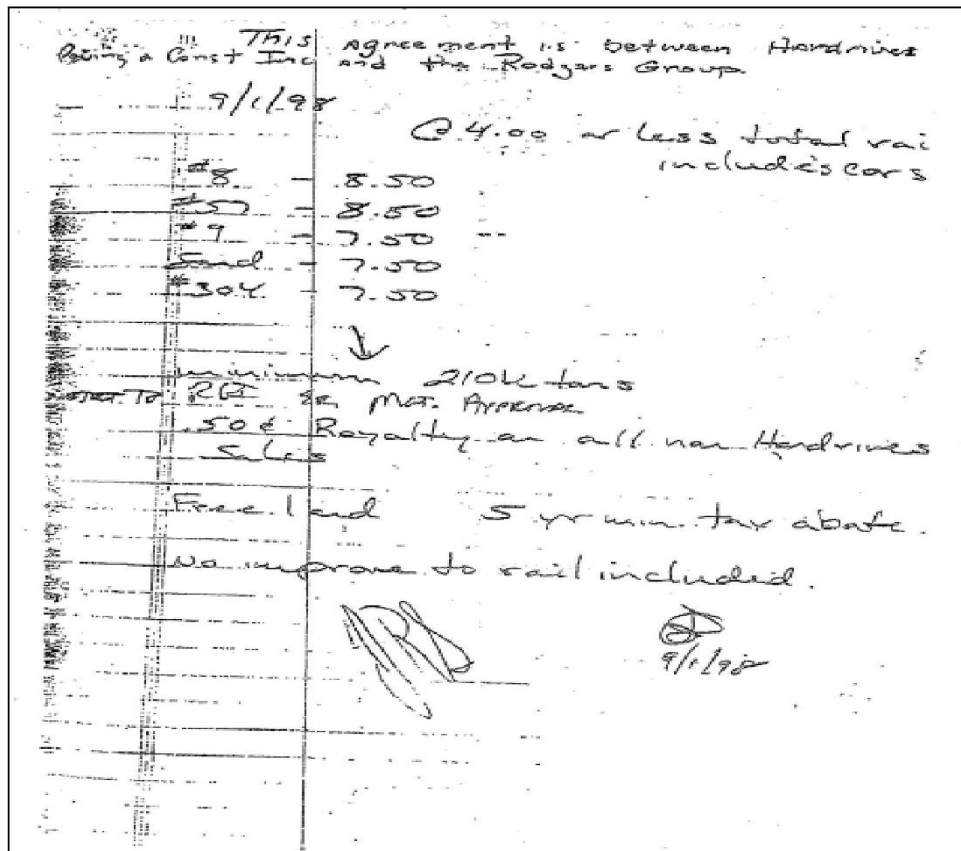 This agreement is between Hardrives
Paving & Const Inc and the Rodgers Group.
9/1/98
@ 4.00 or less total rai
includes cars
#8 - 8.50
#57 - 8.50
#9 - 7.50 --
Sand - 7.50
#304 - 7.50
minimum 210k tons
RGI Mat. Approval
.50¢ Royalty on all non Hardrives
Sales
Free land 5 yr min. tax abate.
No improve to rail included.
9/1/98